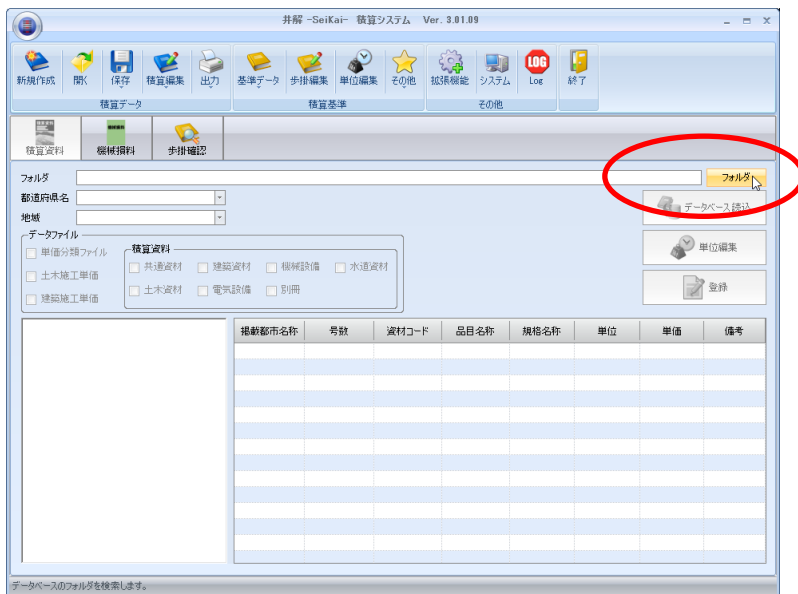 井解 -SeiKai- 積算システム Ver. 3.01.09
新規作成 開く 保存 積算編集 出力 基準データ 歩掛編集 単位編集 その他 拡張機能 システム LOG Log 終了
積算データ 積算基準 その他
積算資料 機械損料 歩掛確認
フォルダ フォルダ
都道府県名 データベース読込
地域
データファイル
単価分類ファイル 積算資料 単位編集
共通資材 建築資材 機械設備 水道資材
土木施工単価
土木資材 電気設備 別冊 登録
建築施工単価
掲載都市名称 号数 資材コード 品目名称 規格名称 単位 単価 備考
データベースのフォルダを検索します。